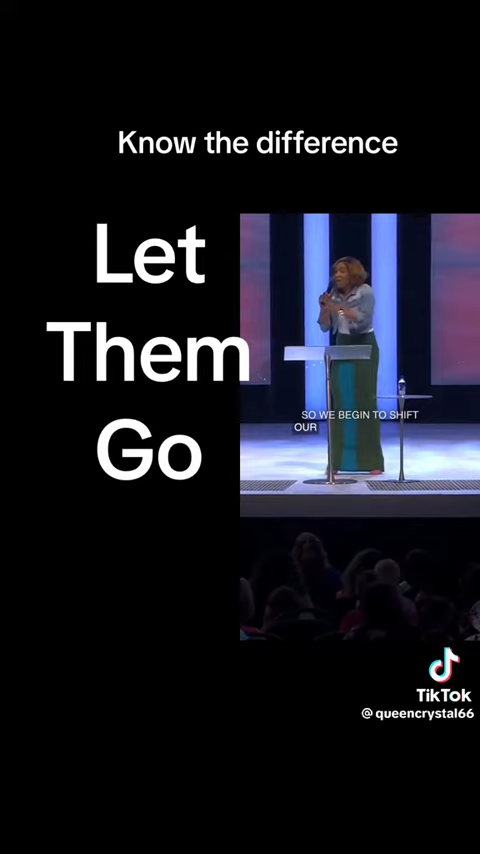 Know the difference
Let
Them
Go
SO WE BEGIN TO SHIFT
OUR
TikTok
@queencrystal66